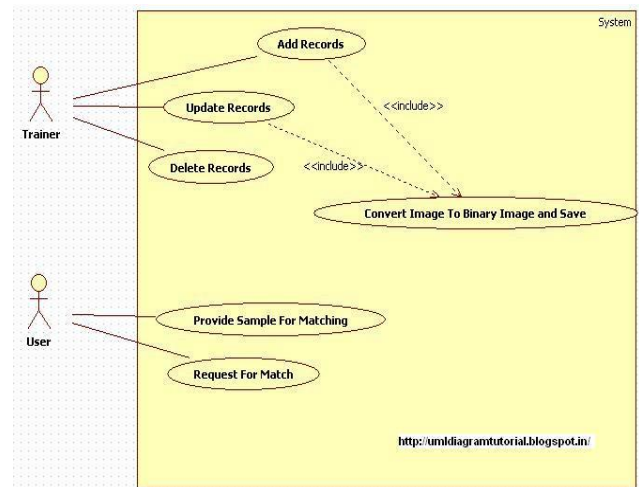 System
Add Records
<<include>>
Update Records
Trainer
Delete Records
<<include>>
Convert Image To Binary Image and Save
Provide Sample For Matching
User
Request For Match
http://umldiagramtutorial.blogspot.in/